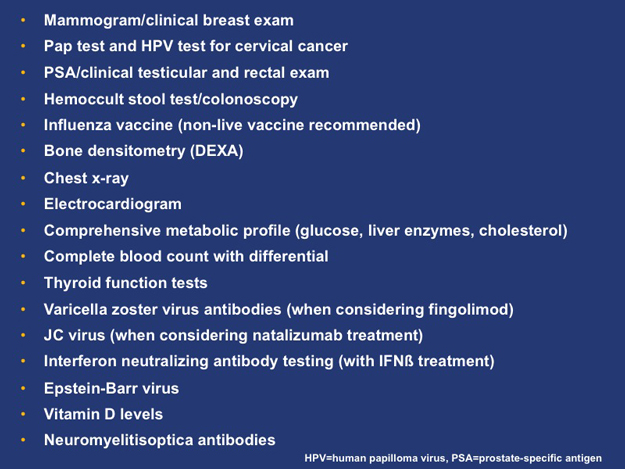 • Mammogram/clinical breast exam
• Pap test and HPV test for cervical cancer
• PSA/clinical testicular and rectal exam
• Hemoccult stool test/colonoscopy
• Influenza vaccine (non-live vaccine recommended)
• Bone densitometry (DEXA)
• Chest x-ray
• Electrocardiogram
• Comprehensive metabolic profile (glucose, liver enzymes, cholesterol)
• Complete blood count with differential
• Thyroid function tests
• Varicella zoster virus antibodies (when considering fingolimod)
• JC virus (when considering natalizumab treatment)
• Interferon neutralizing antibody testing (with IFNß treatment)
• Epstein-Barr virus
• Vitamin D levels
• Neuromyelitisoptica antibodies
HPV=human papilloma virus, PSA=prostate-specific antigen